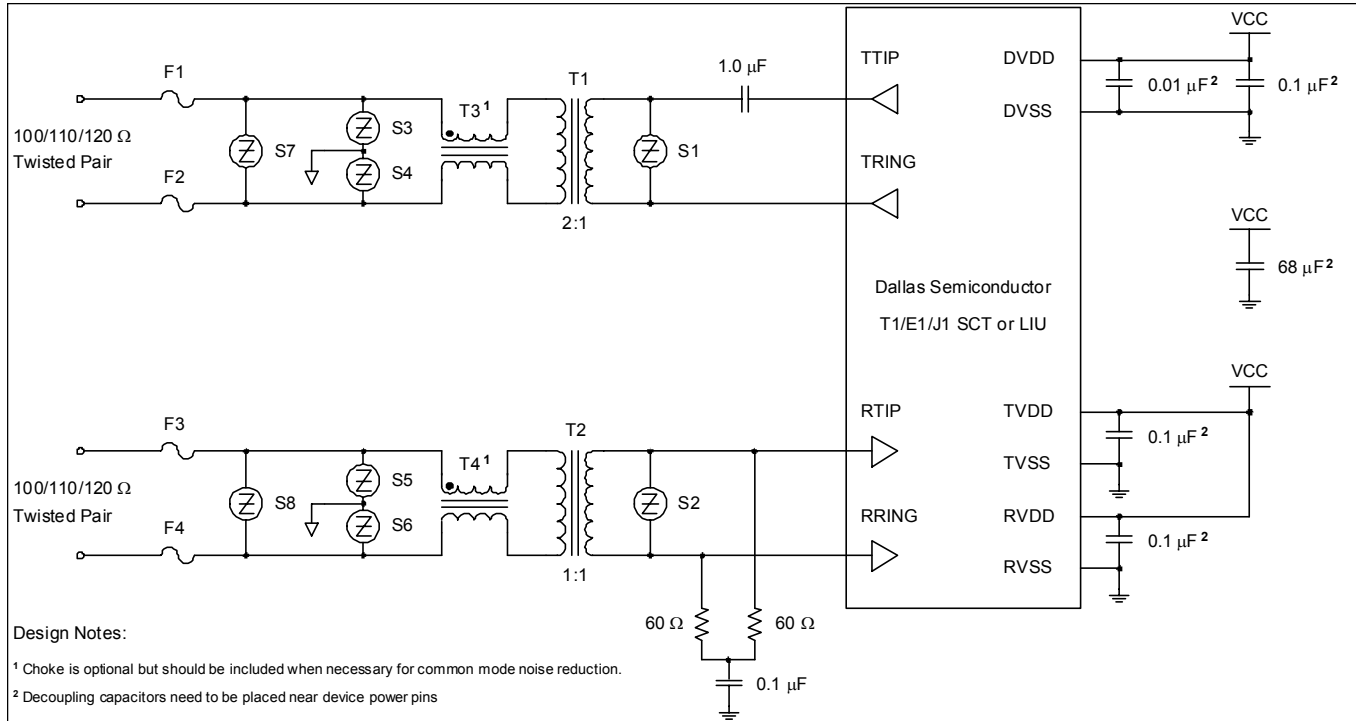 VCC
F1
T1
1.0 µF
TTIP
DVDD
T3¹
S3
0.01 µF²
0.1 µF²
100/110/120 Ω
Twisted Pair
S7
S1
DVSS
S4
TRING
F2
2:1
VCC
68 µF²
Dallas Semiconductor
T1/E1/J1 SCT or LIU
VCC
F3
T2
RTIP
TVDD
T4¹
S5
0.1 µF²
TVSS
100/110/120 Ω
Twisted Pair
S8
S2
S6
RRING
RVDD
F4
0.1 µF²
1:1
RVSS
60 Ω
60 Ω
Design Notes:
¹ Choke is optional but should be included when necessary for common mode noise reduction.
0.1 µF
² Decoupling capacitors need to be placed near device power pins